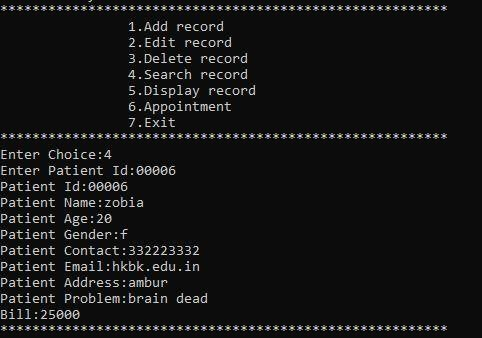 ********************************************************
1.Add record
2.Edit record
3.Delete record
4.Search record
5.Display record
6.Appointment
7.Exit
********************************************************
Enter Choice:4
Enter Patient Id:00006
Patient Id:00006
Patient Name:zobia
Patient Age:20
Patient Gender:f
Patient Contact:332223332
Patient Email:hkbk.edu.in
Patient Address:ambur
Patient Problem:brain dead
Bill:25000
********************************************************